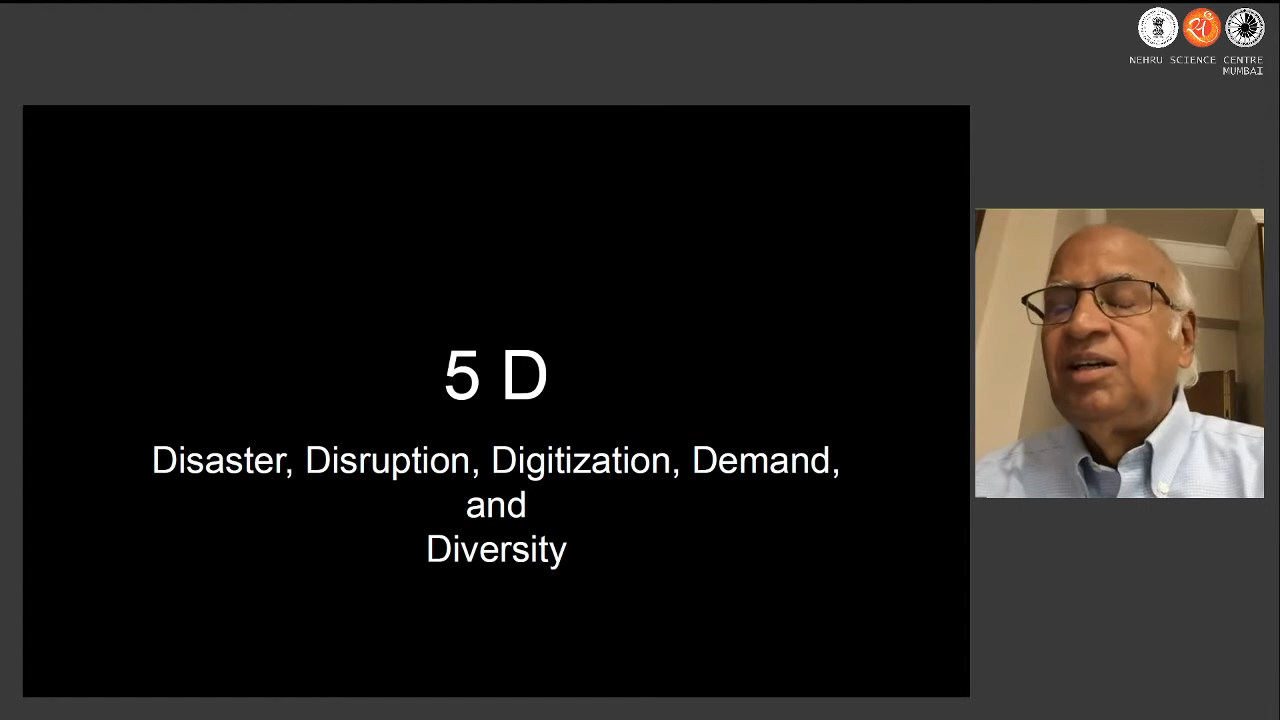 NEHRU SCIENCE CENTRE
MUMBAI
5 D
Disaster, Disruption, Digitization, Demand,
and
Diversity